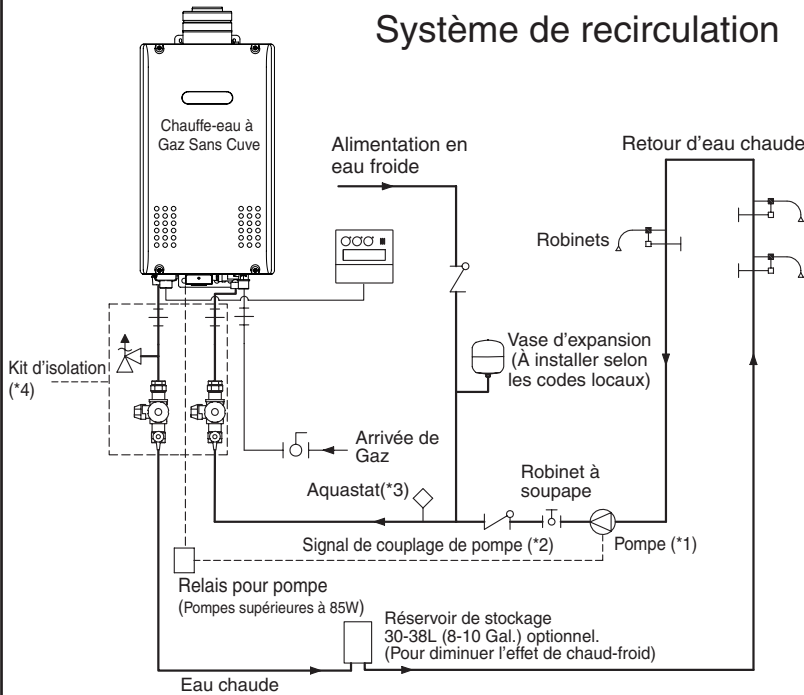 Système de recirculation
Chauffe-eau à
Gaz Sans Cuve
Alimentation en
eau froide
Retour d'eau chaude
Robinets
Vase d'expansion
(À installer selon
les codes locaux)
Kit d'isolation
(*4)
Arrivée de
Gaz
Aquastat(*3)
Robinet à
soupape
Signal de couplage de pompe (*2)
Pompe (*1)
Relais pour pompe
(Pompes supérieures à 85W)
Réservoir de stockage
30-38L (8-10 Gal.) optionnel.
(Pour diminuer l'effet de chaud-froid)
Eau chaude